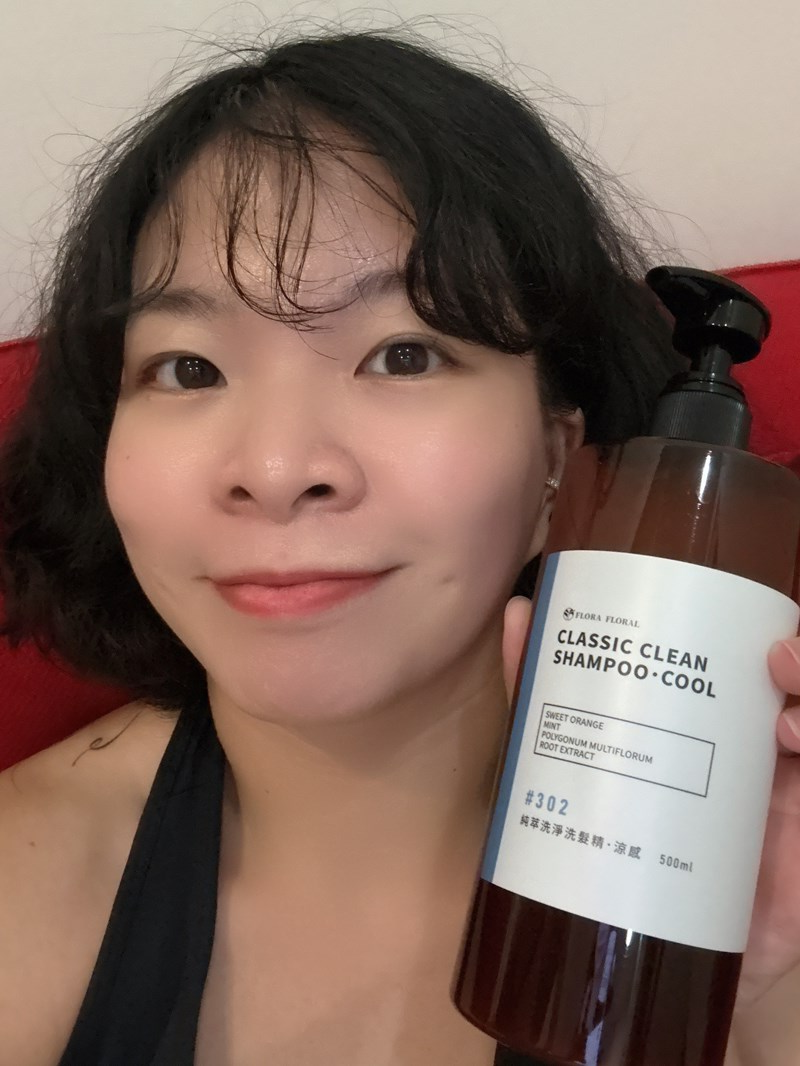 FLORA FLORAL
CLASSIC CLEAN
SHAMPOO·COOL
SWEET ORANGE
MINT
POLYGONUM MULTIFLORUM
ROOT EXTRACT
#302
純萃洗淨洗髮精·涼感 500ml